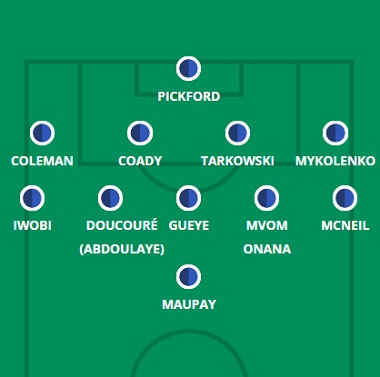 PICKFORD
COLEMAN COADY TARKOWSKI MYKOLENKO
IWOBI DOUCOURÉ GUEYE MVOM MCNEIL
(ABDOULAYE) ONANA
MAUPAY